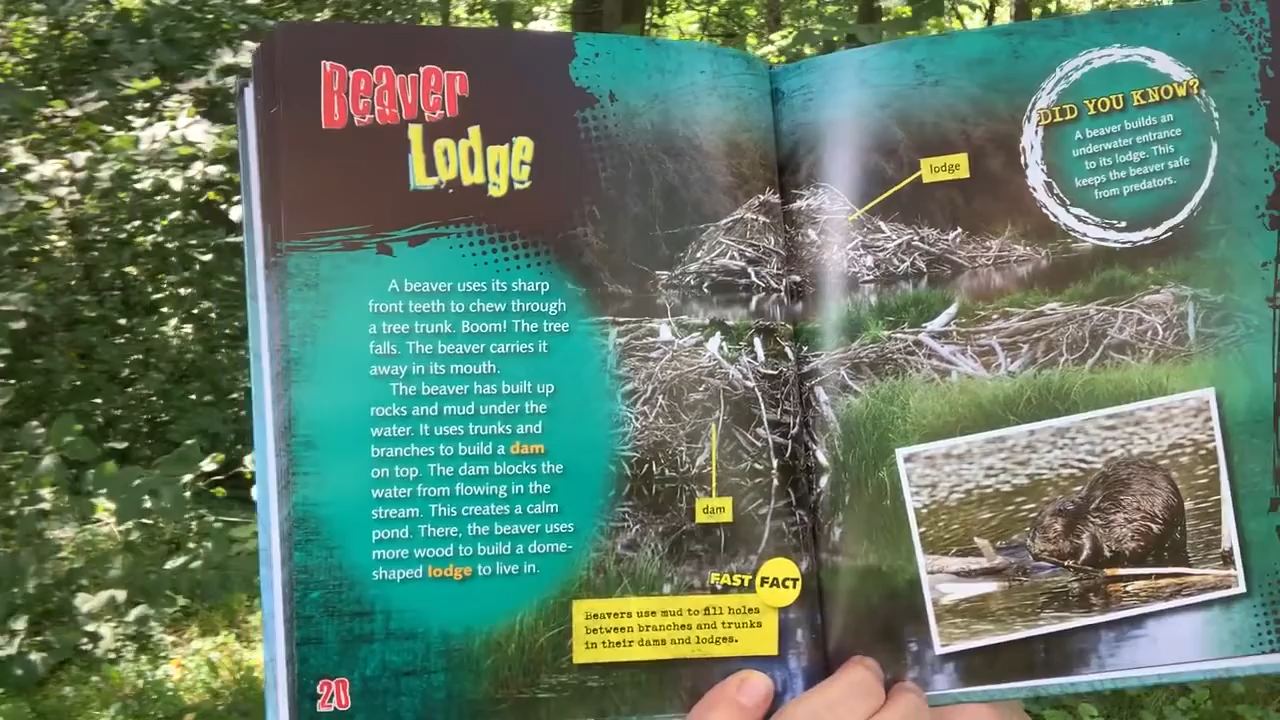 Beaver
Lodge
A beaver uses its sharp
front teeth to chew through
a tree trunk. Boom! The tree
falls. The beaver carries it
away in its mouth.
The beaver has built up
rocks and mud under the
water. It uses trunks and
branches to build a dam
on top. The dam blocks the
water from flowing in the
stream. This creates a calm
pond. There, the beaver uses
more wood to build a dome-
shaped lodge to live in.
20
lodge
dam
FAST FACT
Beavers use mud to fill holes
between branches and trunks
in their dams and lodges.
DID YOU KNOW?
A beaver builds an
underwater entrance
to its lodge. This
keeps the beaver safe
from predators.